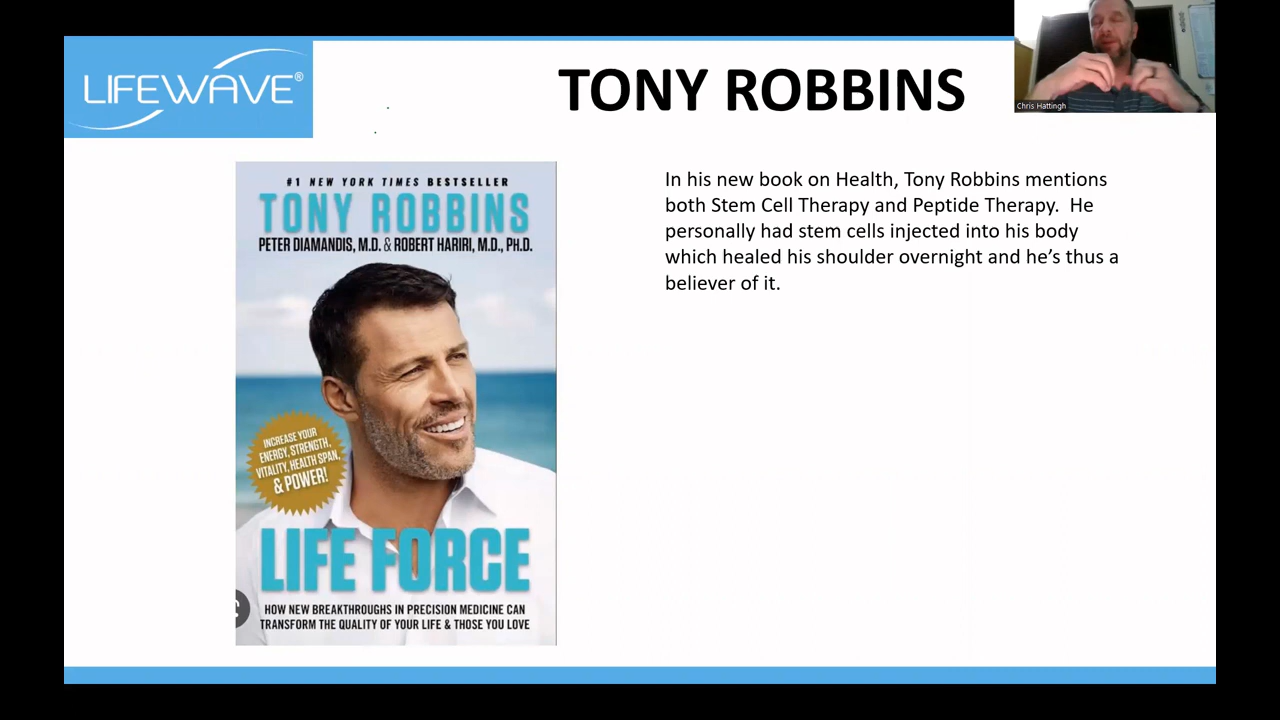 LIFEWAVE®
TONY ROBBINS
Chris Hattingh
#1 NEW YORK TIMES BESTSELLER
TONY ROBBINS
PETER DIAMANDIS, M.D. & ROBERT HARIRI, M.D., PH.D.
INCREASE YOUR
ENERGY, STRENGTH,
VITALITY, HEALTH SPAN,
& POWER!
LIFE FORCE
HOW NEW BREAKTHROUGHS IN PRECISION MEDICINE CAN
TRANSFORM THE QUALITY OF YOUR LIFE & THOSE YOU LOVE
In his new book on Health, Tony Robbins mentions
both Stem Cell Therapy and Peptide Therapy.  He
personally had stem cells injected into his body
which healed his shoulder overnight and he’s thus a
believer of it.